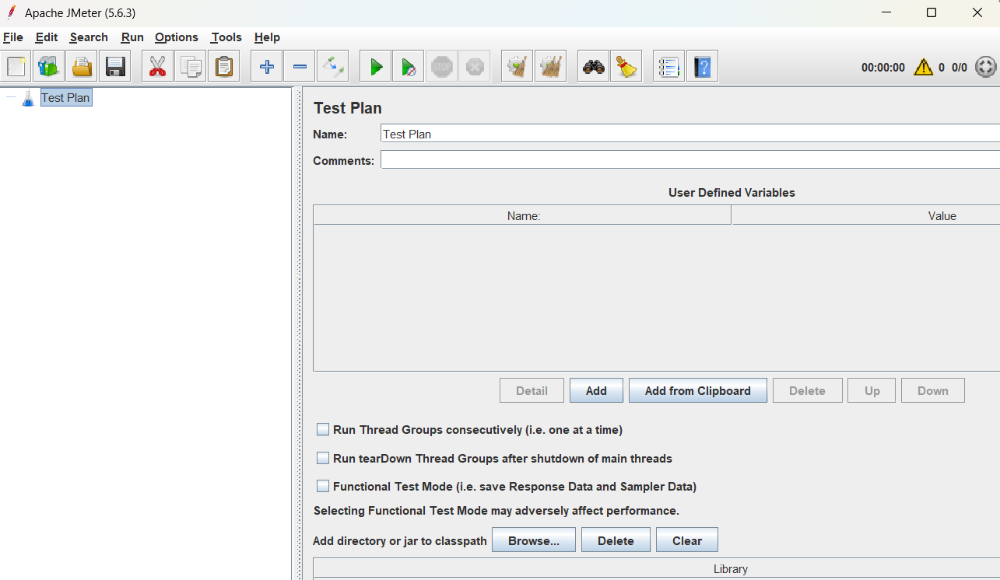 Apache JMeter (5.6.3)
File Edit Search Run Options Tools Help
STOP
00:00:00 0 0/0
Test Plan
Test Plan
Name: Test Plan
Comments:
User Defined Variables
Name: Value
Detail Add Add from Clipboard Delete Up Down
Run Thread Groups consecutively (i.e. one at a time)
Run tearDown Thread Groups after shutdown of main threads
Functional Test Mode (i.e. save Response Data and Sampler Data)
Selecting Functional Test Mode may adversely affect performance.
Add directory or jar to classpath Browse... Delete Clear
Library